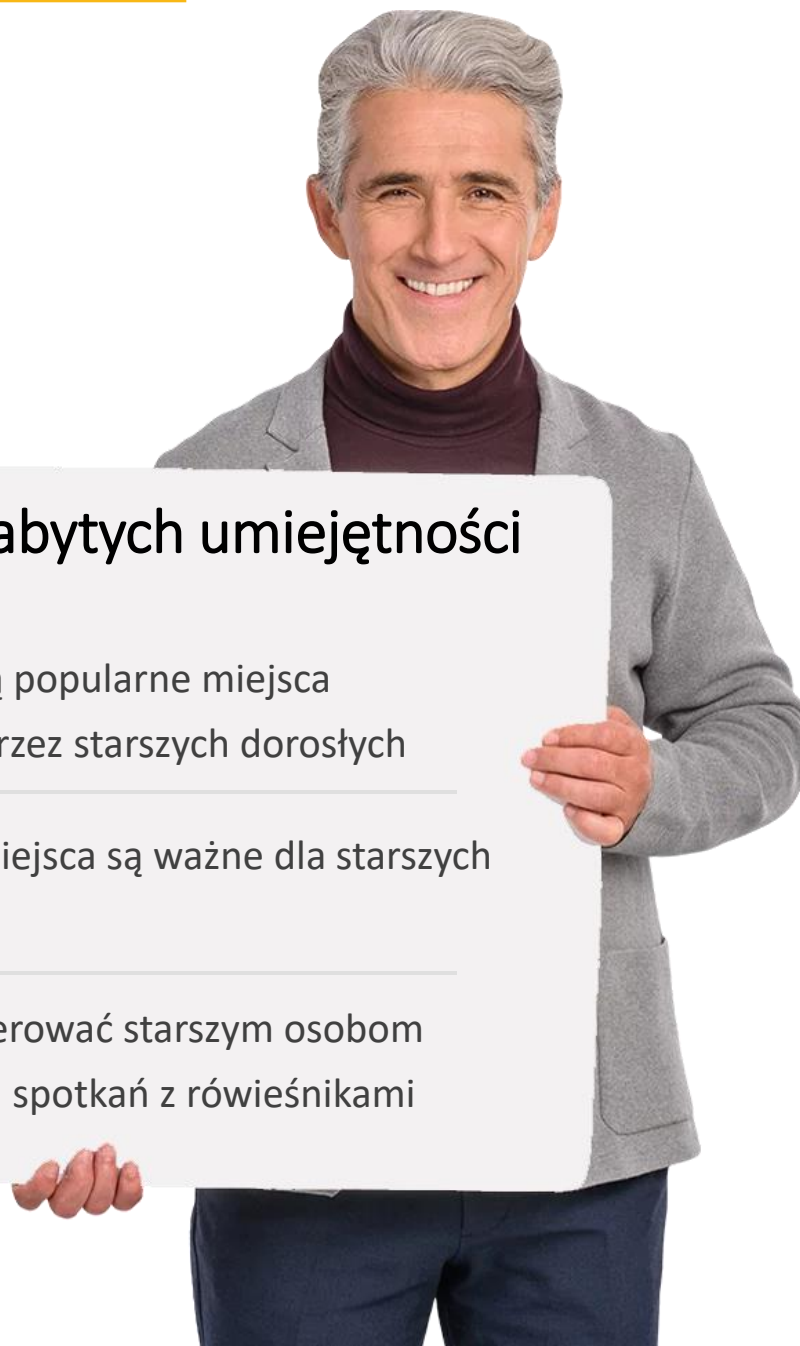 abytych umiejętności
ą popularne miejsca
rzez starszych dorosłych
iejsca są ważne dla starszych
erować starszym osobom
spotkań z rówieśnikami